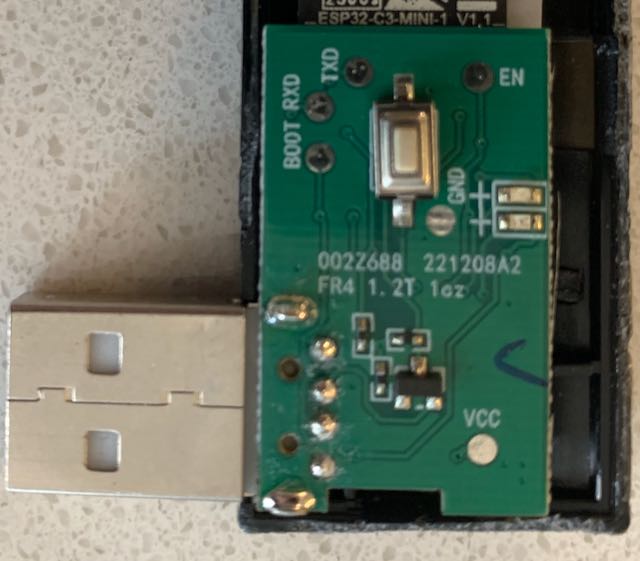 ESP32-C3-MINI-1 V1.1
TXD
EN
BOOT RXD
GND
+
+
002Z688 221208A2
FR4 1.2T 1oz
VCC